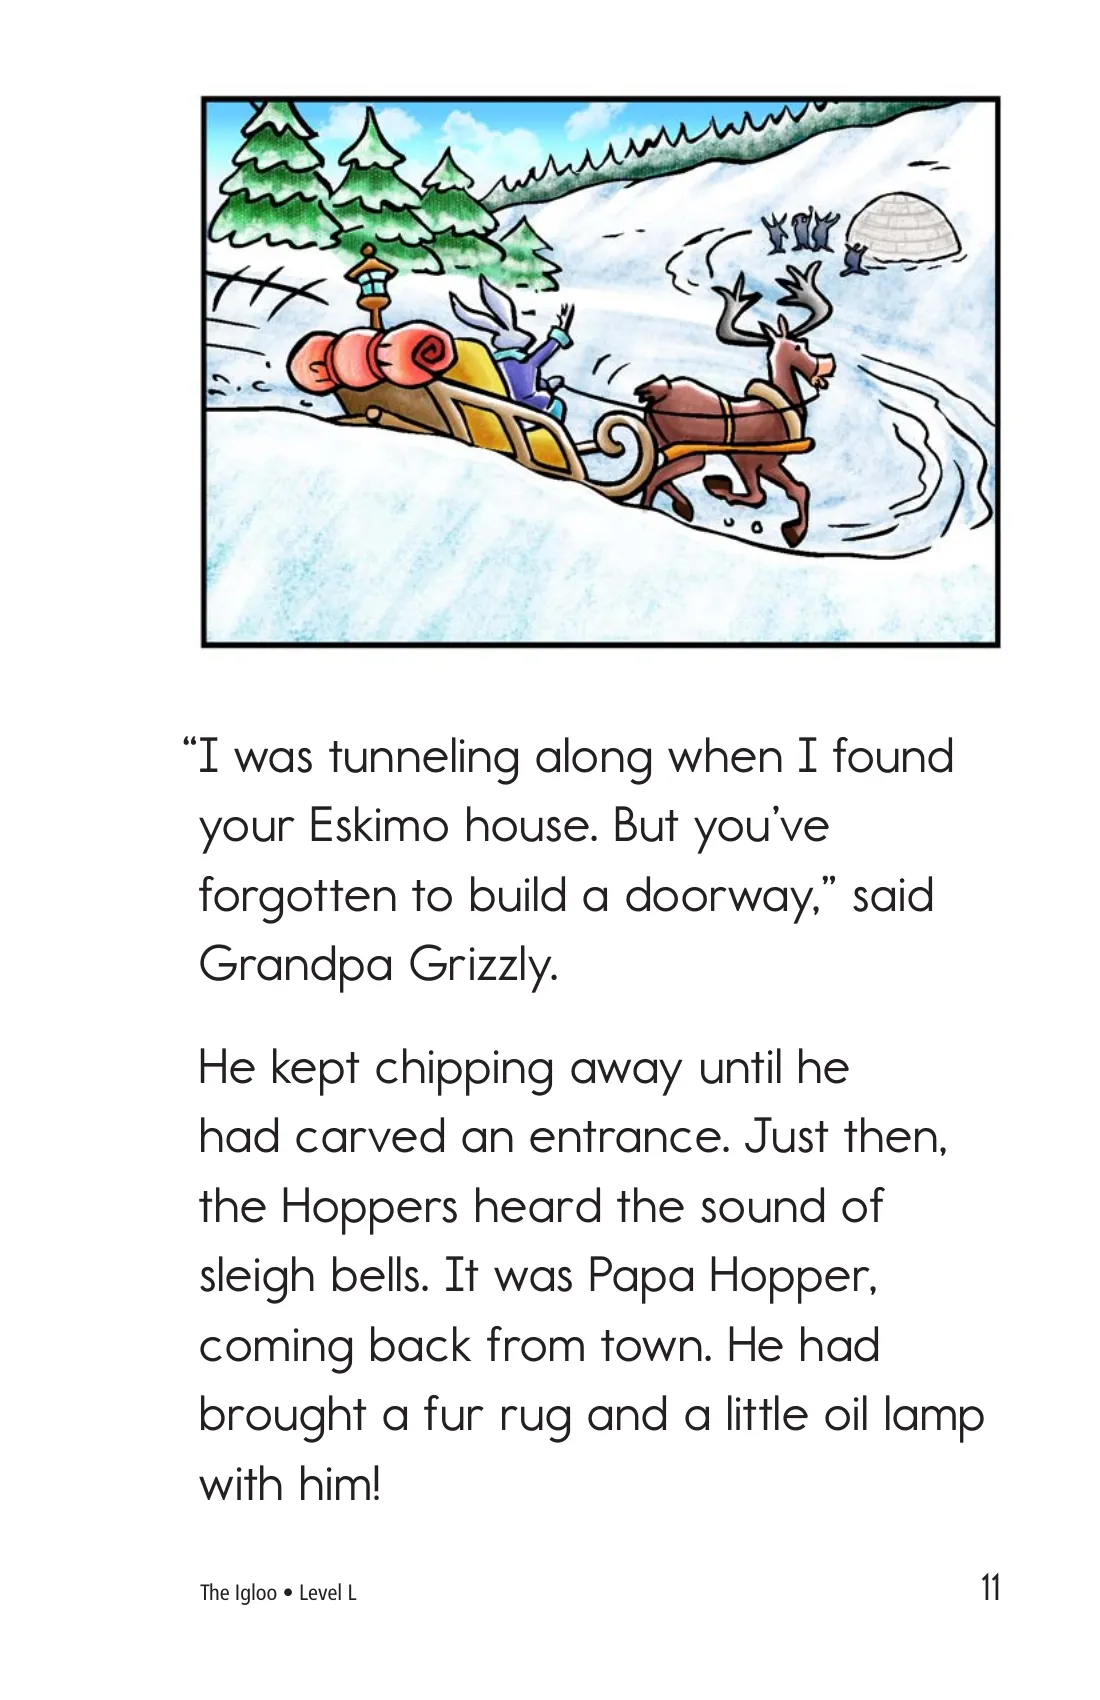 “I was tunneling along when I found
your Eskimo house. But you’ve
forgotten to build a doorway,” said
Grandpa Grizzly.
He kept chipping away until he
had carved an entrance. Just then,
the Hoppers heard the sound of
sleigh bells. It was Papa Hopper,
coming back from town. He had
brought a fur rug and a little oil lamp
with him!
The Igloo • Level L
11